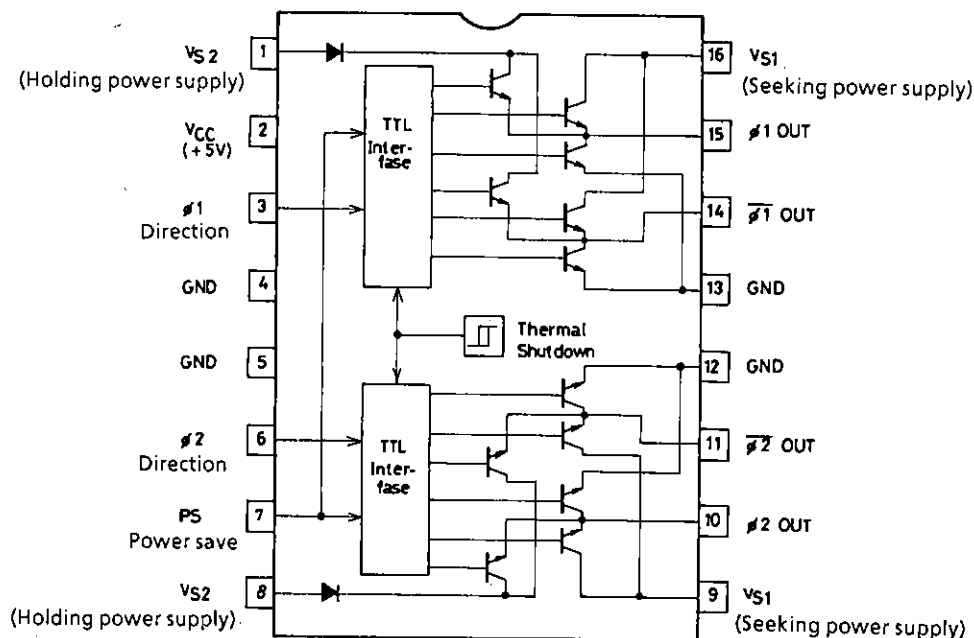 VS2
(Holding power supply)
1
VCC
(+5V)
2
ø1
Direction
3
GND
4
GND
5
ø2
Direction
6
PS
Power save
7
VS2
(Holding power supply)
8
TTL
Inter-
fase
Thermal
Shutdown
TTL
Inter-
fase
16
VS1
(Seeking power supply)
15
ø1 OUT
14
ø1̅ OUT
13
GND
12
GND
11
ø2̅ OUT
10
ø2 OUT
9
VS1
(Seeking power supply)